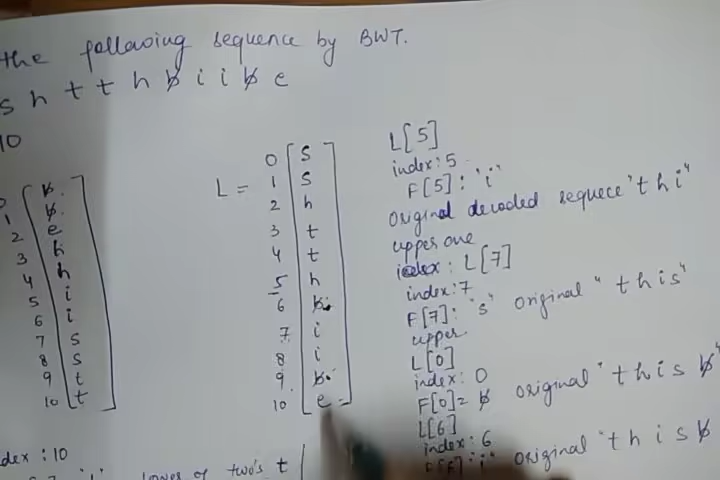 the following sequence by BWT.
s h t t h b̸ i i b̸ e
10
0 b̸
1 b̸
2 e
3 h
4 h
5 i
6 i
7 s
8 s
9 t
10 t
L =
0 s
1 s
2 h
3 t
4 t
5 h
6 b̸
7 i
8 i
9 b̸
10 e
L[5]
index: 5
F[5]: "i"
original decoded sequece "t h i"
upper one
index: L[7]
index: 7
F[7]: "s" original "t h i s"
upper
L[0]
index: 0
F[0]= b̸ original "t h i s b̸"
L[6]
index: 6
F[6]: "i" original "t h i s b̸
dex : 10
lower of two's t